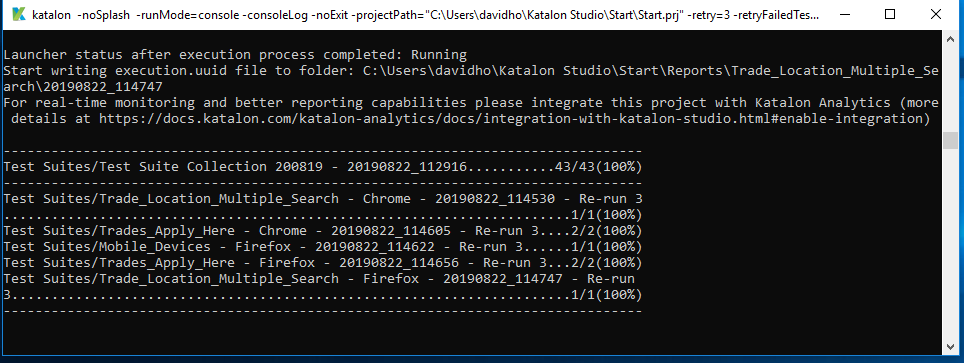 katalon -noSplash -runMode=console -consoleLog -noExit -projectPath="C:\Users\davidho\Katalon Studio\Start\Start.prj" -retry=3 -retryFailedTes...
Launcher status after execution process completed: Running
Start writing execution.uuid file to folder: C:\Users\davidho\Katalon Studio\Start\Reports\Trade_Location_Multiple_Se
arch\20190822_114747
For real-time monitoring and better reporting capabilities please integrate this project with Katalon Analytics (more
details at https://docs.katalon.com/katalon-analytics/docs/integration-with-katalon-studio.html#enable-integration)
--------------------------------------------------------------------------------
Test Suites/Test Suite Collection 200819 - 20190822_112916...........43/43(100%)
--------------------------------------------------------------------------------
Test Suites/Trade_Location_Multiple_Search - Chrome - 20190822_114530 - Re-run 3
.......................................................................1/1(100%)
Test Suites/Trades_Apply_Here - Chrome - 20190822_114605 - Re-run 3....2/2(100%)
Test Suites/Mobile_Devices - Firefox - 20190822_114622 - Re-run 3......1/1(100%)
Test Suites/Trades_Apply_Here - Firefox - 20190822_114656 - Re-run 3...2/2(100%)
Test Suites/Trade_Location_Multiple_Search - Firefox - 20190822_114747 - Re-run
3......................................................................1/1(100%)
--------------------------------------------------------------------------------